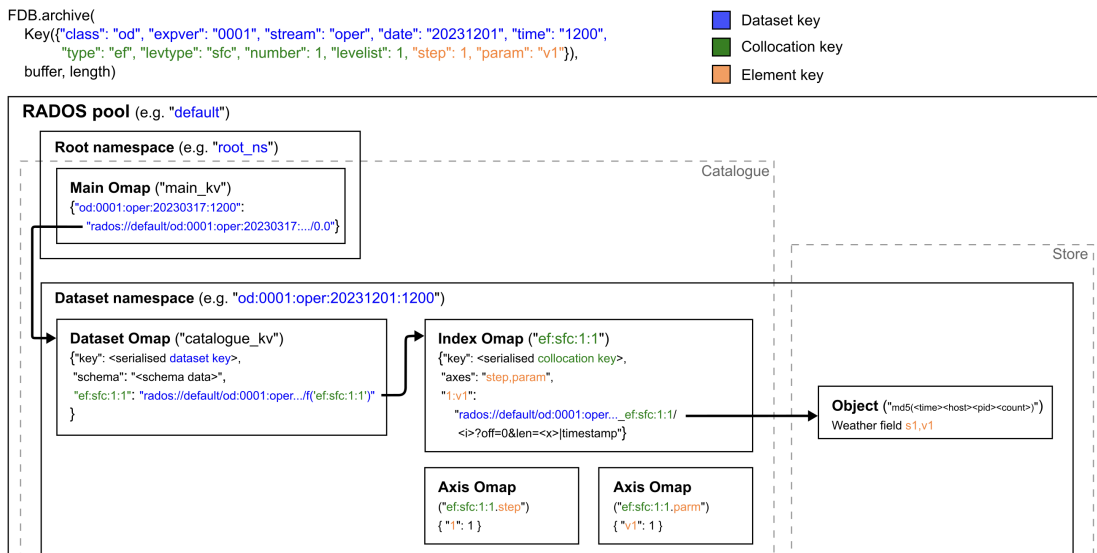 FDB.archive(
Key({"class": "od", "expver": "0001", "stream": "oper", "date": "20231201", "time": "1200",
"type": "ef", "levtype": "sfc", "number": 1, "levelist": 1, "step": 1, "param": "v1"}),
buffer, length)
Dataset key
Collocation key
Element key
RADOS pool (e.g. "default")
Root namespace (e.g. "root_ns")
Catalogue
Main Omap ("main_kv")
{"od:0001:oper:20230317:1200":
"rados://default/od:0001:oper:20230317:.../0.0"}
Store
Dataset namespace (e.g. "od:0001:oper:20231201:1200")
Dataset Omap ("catalogue_kv")
{"key": <serialised dataset key>,
"schema": "<schema data>",
"ef:sfc:1:1": "rados://default/od:0001:oper.../f('ef:sfc:1:1')"
}
Index Omap ("ef:sfc:1:1")
{"key": <serialised collocation key>,
"axes": "step,param",
"1:v1":
"rados://default/od:0001:oper..._ef:sfc:1:1/
<i>?off=0&len=<x>|timestamp"}
Object ("md5(<time><host><pid><count>)")
Weather field s1,v1
Axis Omap
("ef:sfc:1:1.step")
{ "1": 1 }
Axis Omap
("ef:sfc:1:1.parm")
{ "v1": 1 }